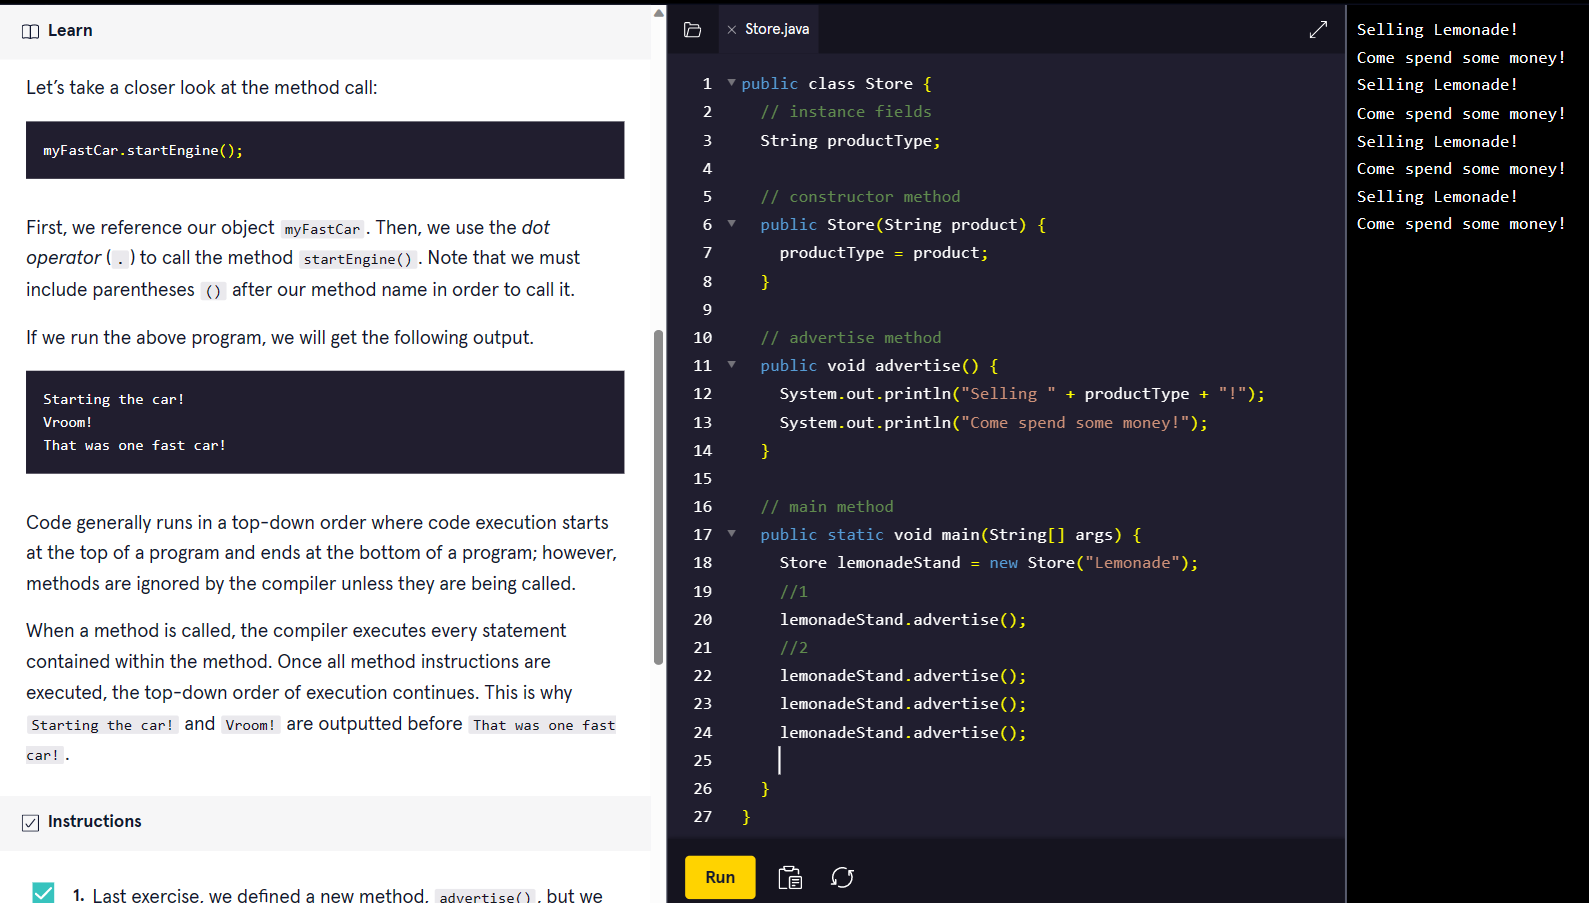 Learn
Let’s take a closer look at the method call:
myFastCar.startEngine();
First, we reference our object myFastCar . Then, we use the dot
operator ( . ) to call the method startEngine() . Note that we must
include parentheses () after our method name in order to call it.
If we run the above program, we will get the following output.
Starting the car!
Vroom!
That was one fast car!
Code generally runs in a top-down order where code execution starts
at the top of a program and ends at the bottom of a program; however,
methods are ignored by the compiler unless they are being called.
When a method is called, the compiler executes every statement
contained within the method. Once all method instructions are
executed, the top-down order of execution continues. This is why
Starting the car! and Vroom! are outputted before That was one fast
car! .
Instructions
1. Last exercise, we defined a new method, advertise() , but we
Store.java
1 public class Store {
2 // instance fields
3 String productType;
4
5 // constructor method
6 public Store(String product) {
7 productType = product;
8 }
9
10 // advertise method
11 public void advertise() {
12 System.out.println("Selling " + productType + "!");
13 System.out.println("Come spend some money!");
14 }
15
16 // main method
17 public static void main(String[] args) {
18 Store lemonadeStand = new Store("Lemonade");
19 //1
20 lemonadeStand.advertise();
21 //2
22 lemonadeStand.advertise();
23 lemonadeStand.advertise();
24 lemonadeStand.advertise();
25
26 }
27 }
Run
Selling Lemonade!
Come spend some money!
Selling Lemonade!
Come spend some money!
Selling Lemonade!
Come spend some money!
Selling Lemonade!
Come spend some money!